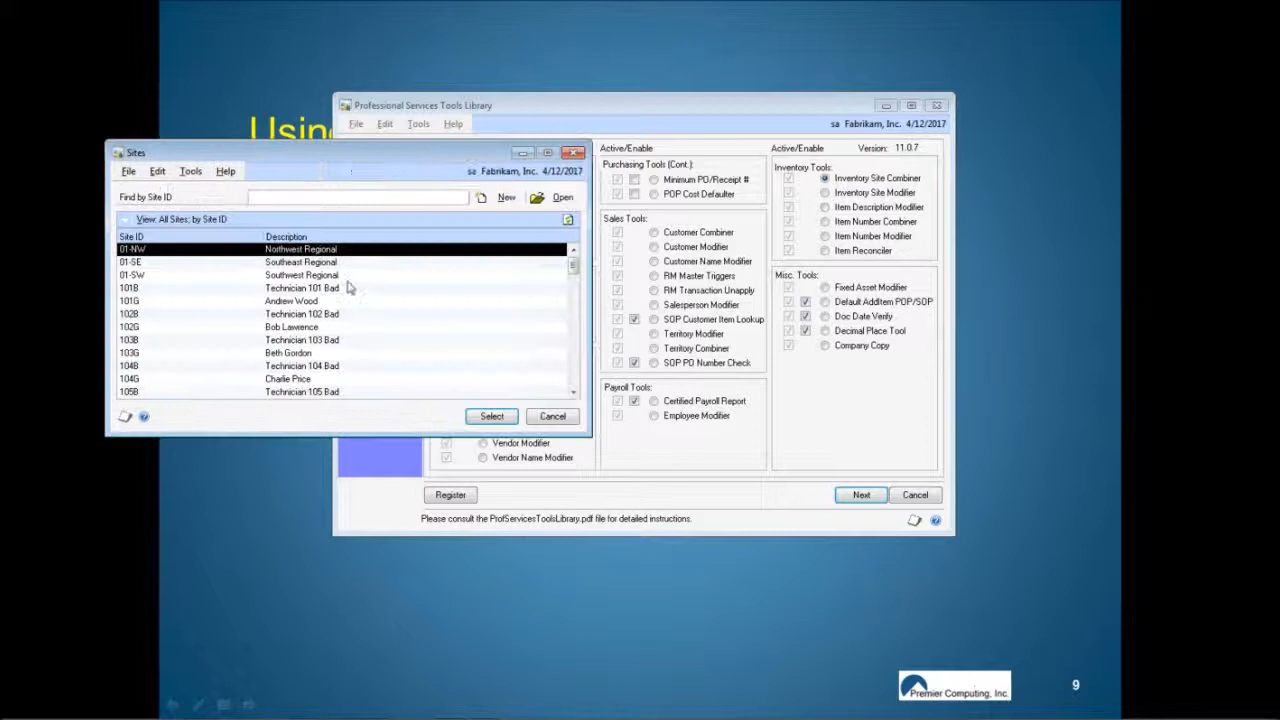 Using
Professional Services Tools Library
File Edit Tools Help
sa Fabrikam, Inc. 4/12/2017
Sites
File Edit Tools Help
sa Fabrikam, Inc. 4/12/2017
Find by Site ID
New
Open
View: All Sites; by Site ID
Site ID Description
01-NW Northwest Regional
01-SE Southeast Regional
01-SW Southwest Regional
101B Technician 101 Bad
101G Andrew Wood
102B Technician 102 Bad
102G Bob Lawrence
103B Technician 103 Bad
103G Beth Gordon
104B Technician 104 Bad
104G Charlie Price
105B Technician 105 Bad
Select
Cancel
Vendor Modifier
Vendor Name Modifier
Active/Enable
Purchasing Tools (Cont.):
Minimum PO/Receipt #
POP Cost Defaulter
Sales Tools:
Customer Combiner
Customer Modifier
Customer Name Modifier
RM Master Triggers
RM Transaction Unapply
Salesperson Modifier
SOP Customer Item Lookup
Territory Modifier
Territory Combiner
SOP PO Number Check
Payroll Tools:
Certified Payroll Report
Employee Modifier
Active/Enable
Version: 11.0.7
Inventory Tools:
Inventory Site Combiner
Inventory Site Modifier
Item Description Modifier
Item Number Combiner
Item Number Modifier
Item Reconciler
Misc. Tools:
Fixed Asset Modifier
Default AddItem POP/SOP
Doc Date Verify
Decimal Place Tool
Company Copy
Register
Next
Cancel
Please consult the ProfServicesToolsLibrary.pdf file for detailed instructions.
Premier Computing, Inc.
9